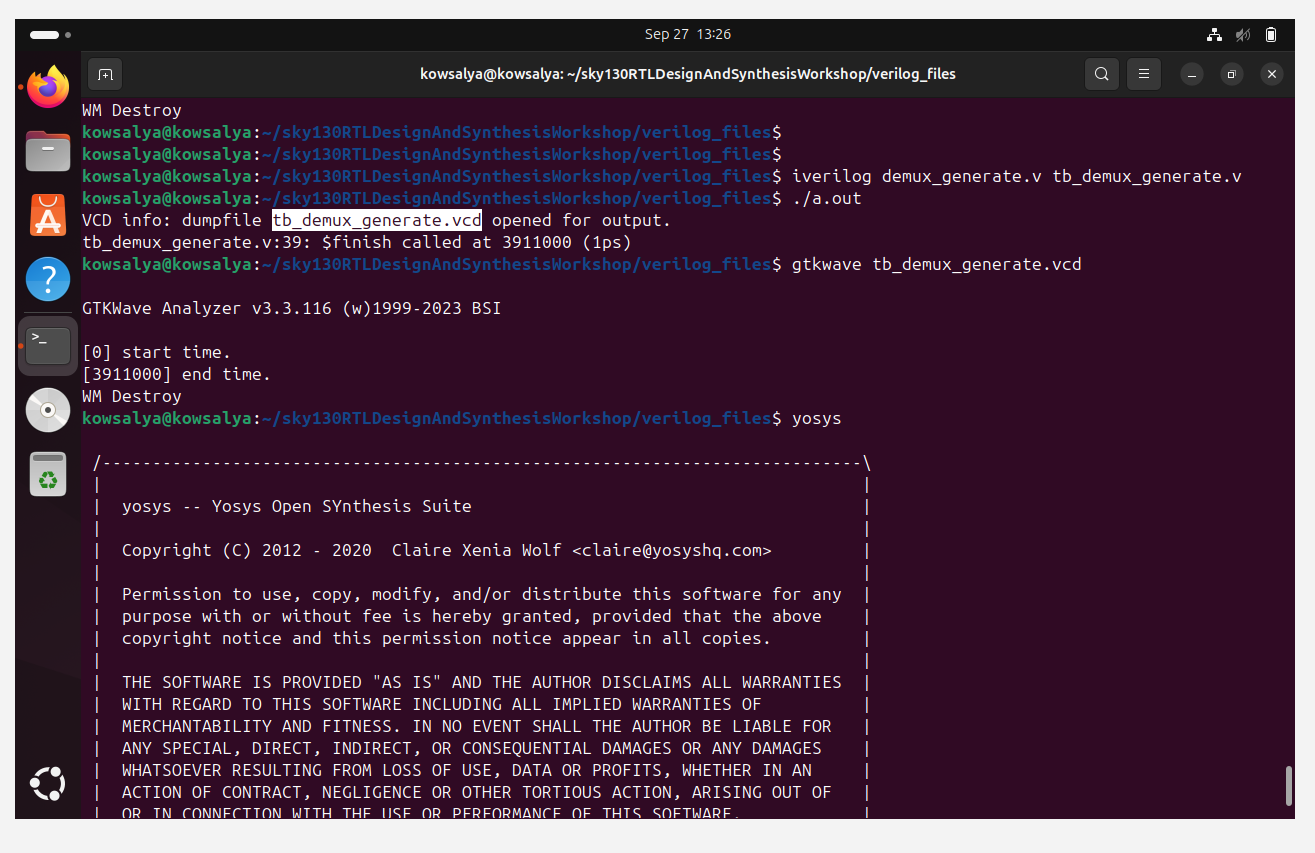 Sep 27 13:26
kowsalya@kowsalya: ~/sky130RTLDesignAndSynthesisWorkshop/verilog_files
WM Destroy
kowsalya@kowsalya:~/sky130RTLDesignAndSynthesisWorkshop/verilog_files$
kowsalya@kowsalya:~/sky130RTLDesignAndSynthesisWorkshop/verilog_files$
kowsalya@kowsalya:~/sky130RTLDesignAndSynthesisWorkshop/verilog_files$ iverilog demux_generate.v tb_demux_generate.v
kowsalya@kowsalya:~/sky130RTLDesignAndSynthesisWorkshop/verilog_files$ ./a.out
VCD info: dumpfile tb_demux_generate.vcd opened for output.
tb_demux_generate.v:39: $finish called at 3911000 (1ps)
kowsalya@kowsalya:~/sky130RTLDesignAndSynthesisWorkshop/verilog_files$ gtkwave tb_demux_generate.vcd
GTKWave Analyzer v3.3.116 (w)1999-2023 BSI
[0] start time.
[3911000] end time.
WM Destroy
kowsalya@kowsalya:~/sky130RTLDesignAndSynthesisWorkshop/verilog_files$ yosys
/----------------------------------------------------------------------------\
|                                                                            |
|  yosys -- Yosys Open SYnthesis Suite                                       |
|                                                                            |
|  Copyright (C) 2012 - 2020  Claire Xenia Wolf <claire@yosyshq.com>         |
|                                                                            |
|  Permission to use, copy, modify, and/or distribute this software for any  |
|  purpose with or without fee is hereby granted, provided that the above    |
|  copyright notice and this permission notice appear in all copies.         |
|                                                                            |
|  THE SOFTWARE IS PROVIDED "AS IS" AND THE AUTHOR DISCLAIMS ALL WARRANTIES  |
|  WITH REGARD TO THIS SOFTWARE INCLUDING ALL IMPLIED WARRANTIES OF          |
|  MERCHANTABILITY AND FITNESS. IN NO EVENT SHALL THE AUTHOR BE LIABLE FOR   |
|  ANY SPECIAL, DIRECT, INDIRECT, OR CONSEQUENTIAL DAMAGES OR ANY DAMAGES    |
|  WHATSOEVER RESULTING FROM LOSS OF USE, DATA OR PROFITS, WHETHER IN AN     |
|  ACTION OF CONTRACT, NEGLIGENCE OR OTHER TORTIOUS ACTION, ARISING OUT OF   |
|  OR IN CONNECTION WITH THE USE OR PERFORMANCE OF THIS SOFTWARE.            |